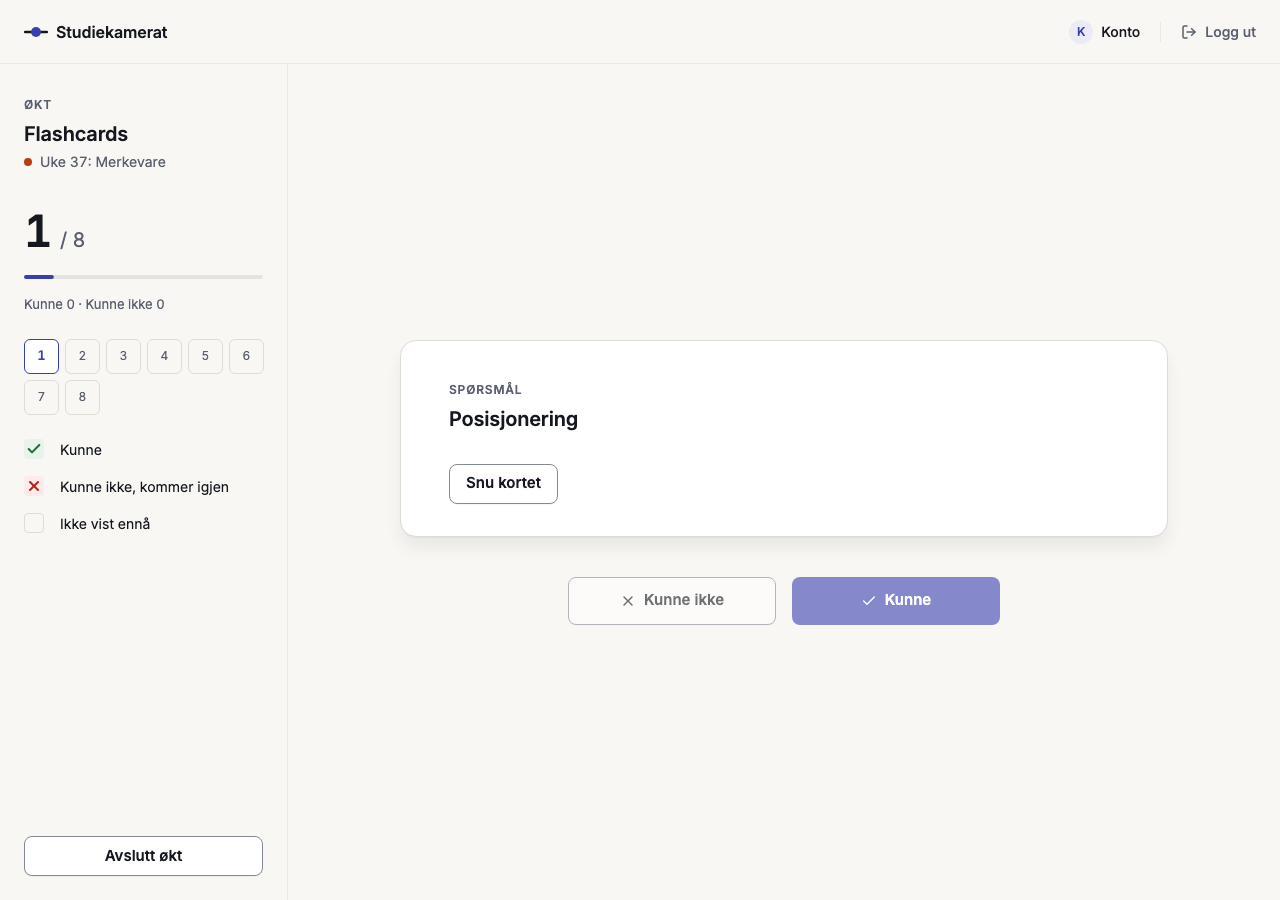 Studiekamerat
K Konto
Logg ut
ØKT
Flashcards
Uke 37: Merkevare
1 / 8
Kunne 0 · Kunne ikke 0
1 2 3 4 5 6
7 8
Kunne
Kunne ikke, kommer igjen
Ikke vist ennå
Avslutt økt
SPØRSMÅL
Posisjonering
Snu kortet
Kunne ikke
Kunne